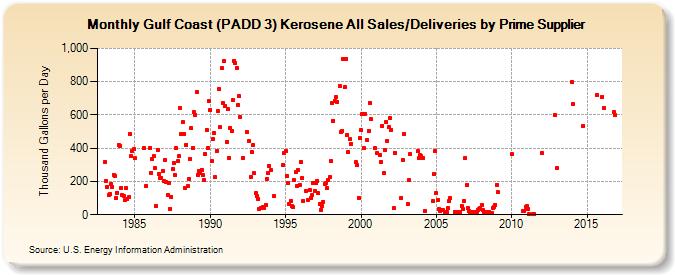 Monthly Gulf Coast (PADD 3) Kerosene All Sales/Deliveries by Prime Supplier
Thousand Gallons per Day
1,000
800
600
400
200
0
1985 1990 1995 2000 2005 2010 2015
Source: U.S. Energy Information Administration